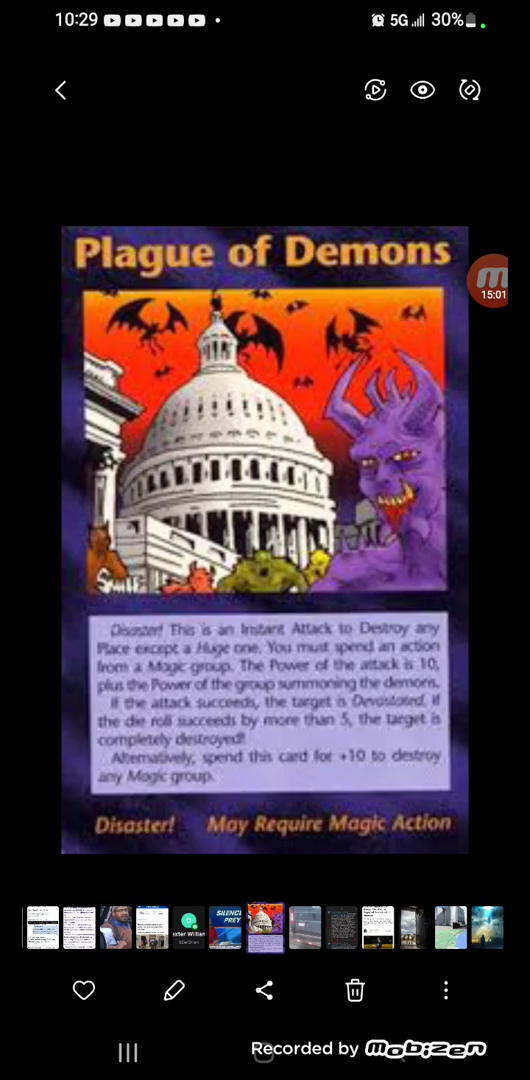 10:29
5G 30%
15:01
Plague of Demons
Disaster! This is an Instant Attack to Destroy any
Place except a Huge one. You must spend an action
from a Magic group. The Power of the attack is 10,
plus the Power of the group summoning the demons.
If the attack succeeds, the target is Devastated. If
the die roll succeeds by more than 5, the target is
completely destroyed!
Alternatively, spend this card for +10 to destroy
any Magic group.
Disaster! May Require Magic Action
SILENC
PREY
D
xter Willian
Recorded by mobizen